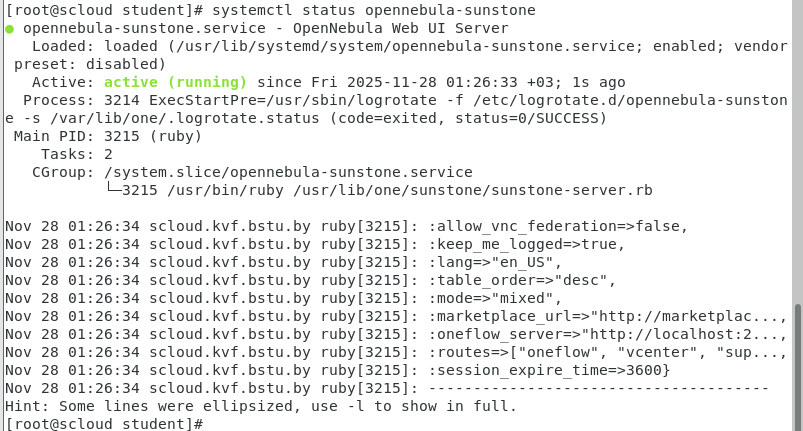 [root@scloud student]# systemctl status opennebula-sunstone
● opennebula-sunstone.service - OpenNebula Web UI Server
   Loaded: loaded (/usr/lib/systemd/system/opennebula-sunstone.service; enabled; vendor
 preset: disabled)
   Active: active (running) since Fri 2025-11-28 01:26:33 +03; 1s ago
  Process: 3214 ExecStartPre=/usr/sbin/logrotate -f /etc/logrotate.d/opennebula-sunston
e -s /var/lib/one/.logrotate.status (code=exited, status=0/SUCCESS)
 Main PID: 3215 (ruby)
    Tasks: 2
   CGroup: /system.slice/opennebula-sunstone.service
           └─3215 /usr/bin/ruby /usr/lib/one/sunstone/sunstone-server.rb

Nov 28 01:26:34 scloud.kvf.bstu.by ruby[3215]: :allow_vnc_federation=>false,
Nov 28 01:26:34 scloud.kvf.bstu.by ruby[3215]: :keep_me_logged=>true,
Nov 28 01:26:34 scloud.kvf.bstu.by ruby[3215]: :lang=>"en_US",
Nov 28 01:26:34 scloud.kvf.bstu.by ruby[3215]: :table_order=>"desc",
Nov 28 01:26:34 scloud.kvf.bstu.by ruby[3215]: :mode=>"mixed",
Nov 28 01:26:34 scloud.kvf.bstu.by ruby[3215]: :marketplace_url=>"http://marketplac...,
Nov 28 01:26:34 scloud.kvf.bstu.by ruby[3215]: :oneflow_server=>"http://localhost:2...,
Nov 28 01:26:34 scloud.kvf.bstu.by ruby[3215]: :routes=>["oneflow", "vcenter", "sup...,
Nov 28 01:26:34 scloud.kvf.bstu.by ruby[3215]: :session_expire_time=>3600}
Nov 28 01:26:34 scloud.kvf.bstu.by ruby[3215]: --------------------------------------
Hint: Some lines were ellipsized, use -l to show in full.
[root@scloud student]#